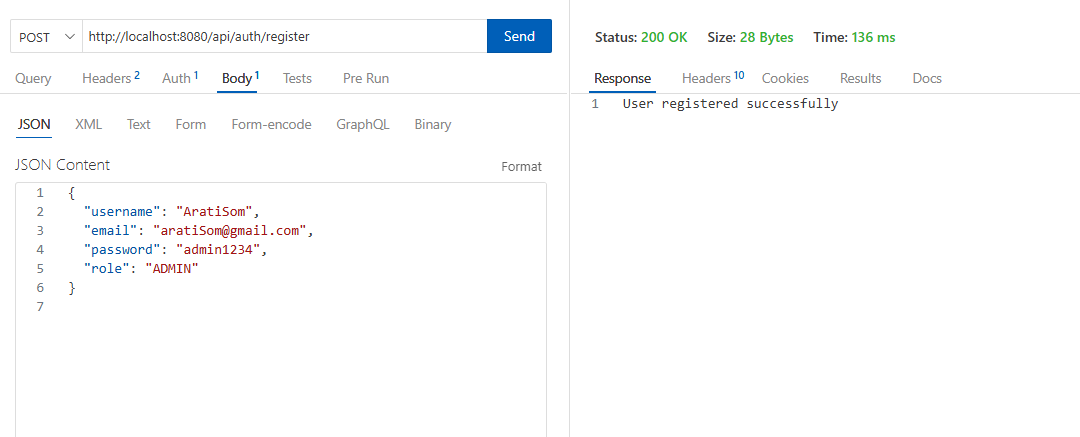 POST http://localhost:8080/api/auth/register Send
Query Headers 2 Auth 1 Body 1 Tests Pre Run
JSON XML Text Form Form-encode GraphQL Binary
JSON Content Format
1 {
2 "username": "AratiSom",
3 "email": "aratiSom@gmail.com",
4 "password": "admin1234",
5 "role": "ADMIN"
6 }
7
Status: 200 OK Size: 28 Bytes Time: 136 ms
Response Headers 10 Cookies Results Docs
1 User registered successfully